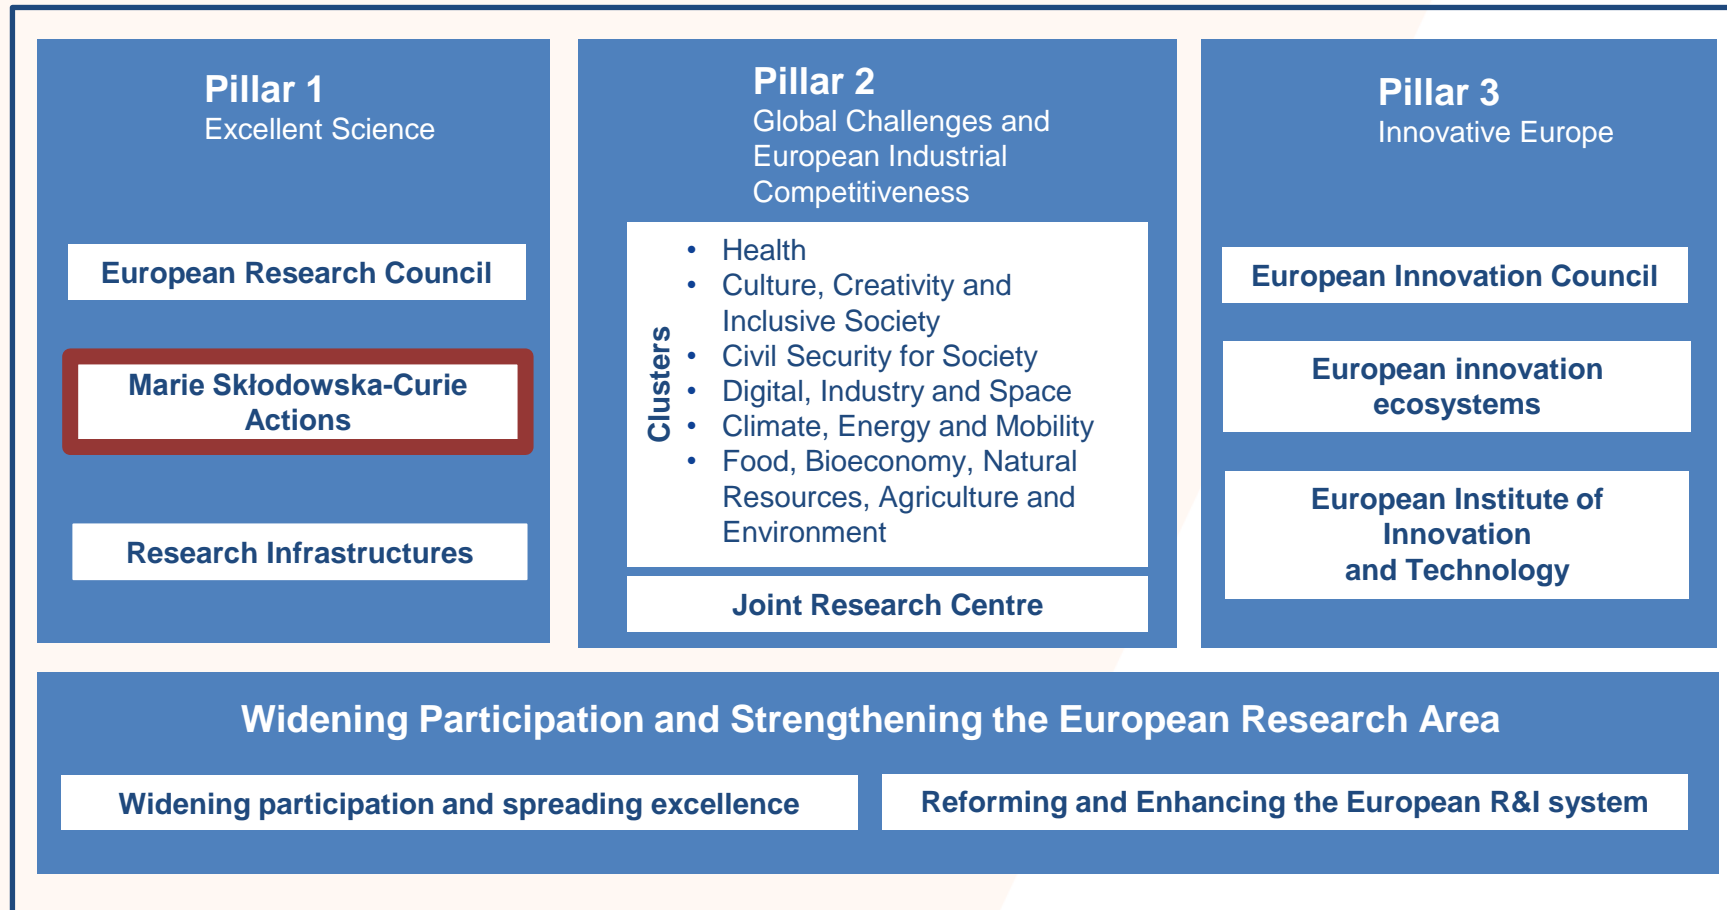 Pillar 1
Excellent Science
European Research Council
Marie Skłodowska-Curie
Actions
Research Infrastructures
Pillar 2
Global Challenges and
European Industrial
Competitiveness
Clusters
• Health
• Culture, Creativity and
Inclusive Society
• Civil Security for Society
• Digital, Industry and Space
• Climate, Energy and Mobility
• Food, Bioeconomy, Natural
Resources, Agriculture and
Environment
Joint Research Centre
Pillar 3
Innovative Europe
European Innovation Council
European innovation
ecosystems
European Institute of
Innovation
and Technology
Widening Participation and Strengthening the European Research Area
Widening participation and spreading excellence
Reforming and Enhancing the European R&I system